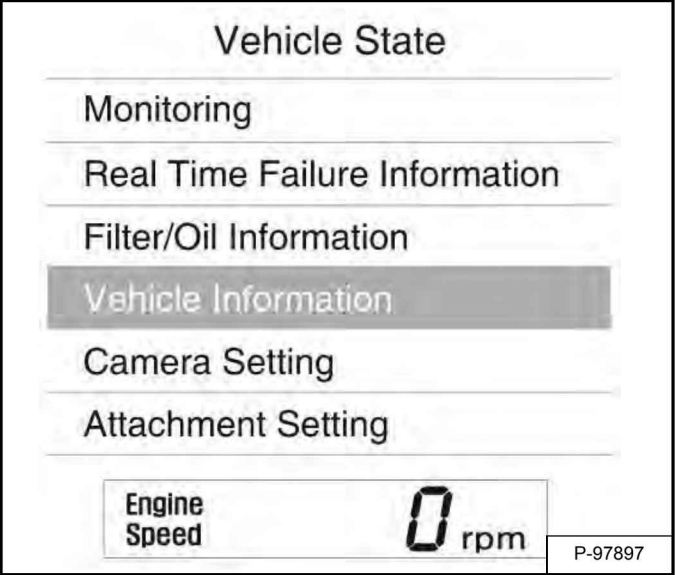 Vehicle State
Monitoring
Real Time Failure Information
Filter/Oil Information
Vehicle Information
Camera Setting
Attachment Setting
Engine
Speed
0 rpm
P-97897